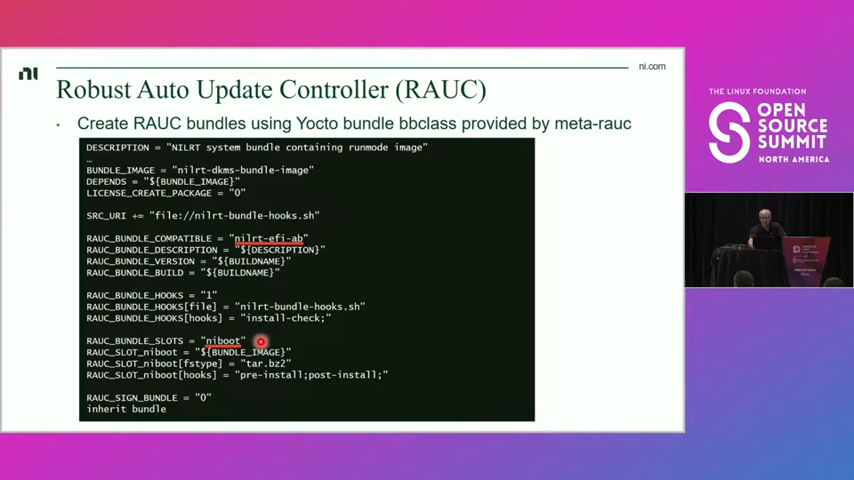 ni
ni.com
Robust Auto Update Controller (RAUC)
• Create RAUC bundles using Yocto bundle bbclass provided by meta-rauc
DESCRIPTION = "NILRT system bundle containing runmode image"
…
BUNDLE_IMAGE = "nilrt-dkms-bundle-image"
DEPENDS = "${BUNDLE_IMAGE}"
LICENSE_CREATE_PACKAGE = "0"
SRC_URI += "file://nilrt-bundle-hooks.sh"
RAUC_BUNDLE_COMPATIBLE = "nilrt-efi-ab"
RAUC_BUNDLE_DESCRIPTION = "${DESCRIPTION}"
RAUC_BUNDLE_VERSION = "${BUILDNAME}"
RAUC_BUNDLE_BUILD = "${BUILDNAME}"
RAUC_BUNDLE_HOOKS = "1"
RAUC_BUNDLE_HOOKS[file] = "nilrt-bundle-hooks.sh"
RAUC_BUNDLE_HOOKS[hooks] = "install-check;"
RAUC_BUNDLE_SLOTS = "niboot"
RAUC_SLOT_niboot = "${BUNDLE_IMAGE}"
RAUC_SLOT_niboot[fstype] = "tar.bz2"
RAUC_SLOT_niboot[hooks] = "pre-install;post-install;"
RAUC_SIGN_BUNDLE = "0"
inherit bundle
THE LINUX FOUNDATION
OPEN
SOURCE
SUMMIT
NORTH AMERICA